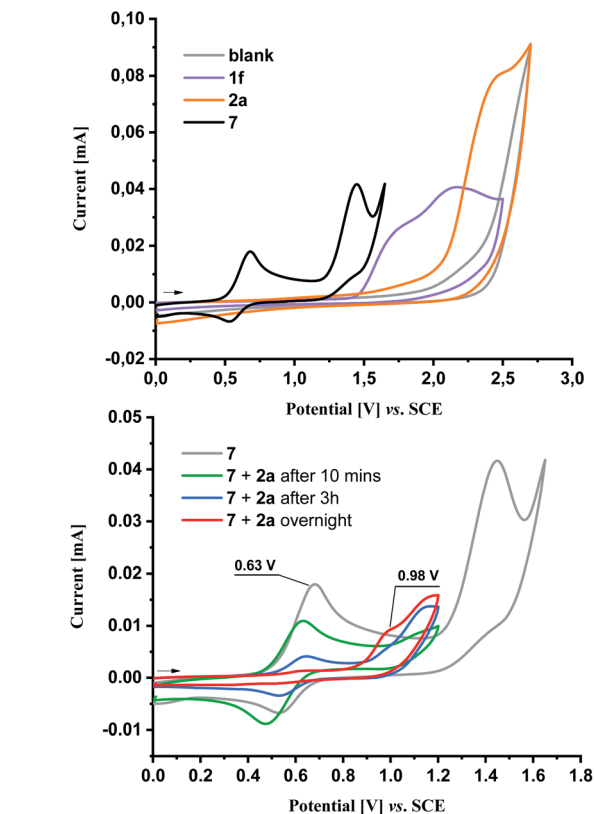 0,10
0,08
0,06
0,04
0,02
0,00
-0,02
Current [mA]
blank
1f
2a
7
0,0 0,5 1,0 1,5 2,0 2,5 3,0
Potential [V] vs. SCE
0.05
0.04
0.03
0.02
0.01
0.00
-0.01
Current [mA]
7
7 + 2a after 10 mins
7 + 2a after 3h
7 + 2a overnight
0.63 V
0.98 V
0.0 0.2 0.4 0.6 0.8 1.0 1.2 1.4 1.6 1.8
Potential [V] vs. SCE